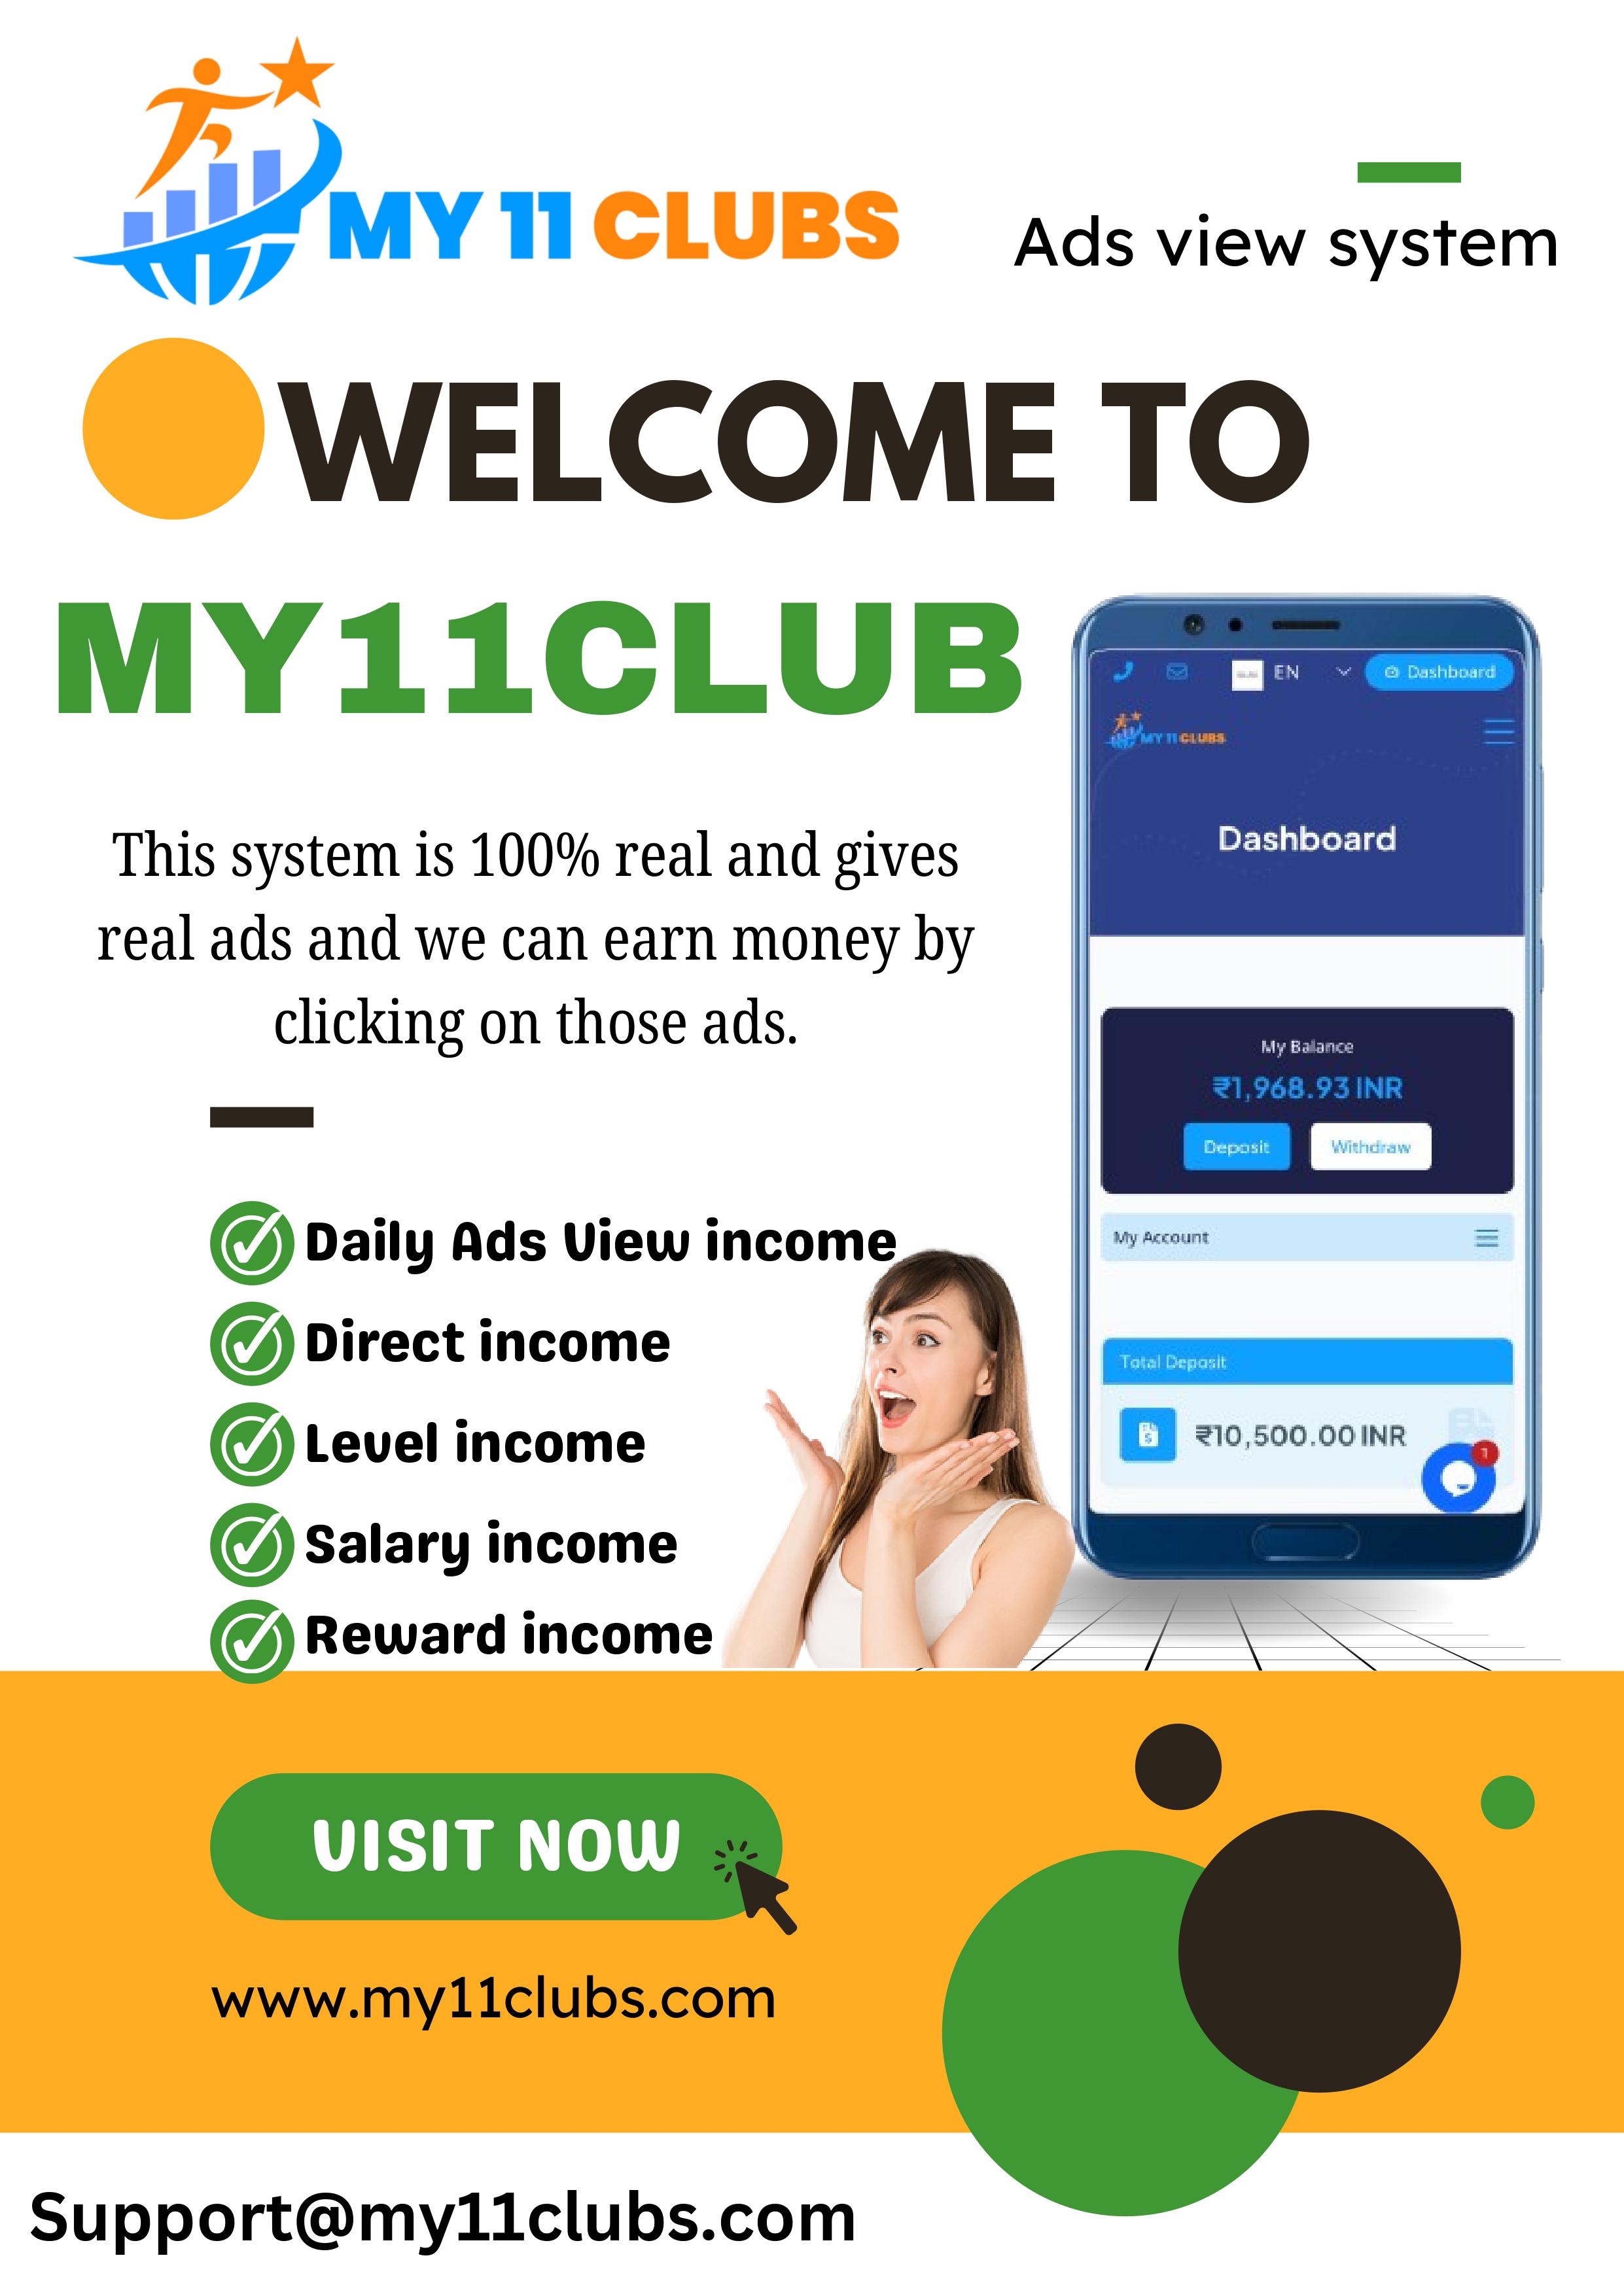 MY 11 CLUBS
Ads view system
WELCOME TO
MY11CLUB
This system is 100% real and gives
real ads and we can earn money by
clicking on those ads.
Daily Ads View income
Direct income
Level income
Salary income
Reward income
EN
Dashboard
MY 11 CLUBS
Dashboard
My Balance
₹1,968.93 INR
Deposit
Withdraw
My Account
Total Deposit
₹10,500.00 INR
1
VISIT NOW
www.my11clubs.com
Support@my11clubs.com